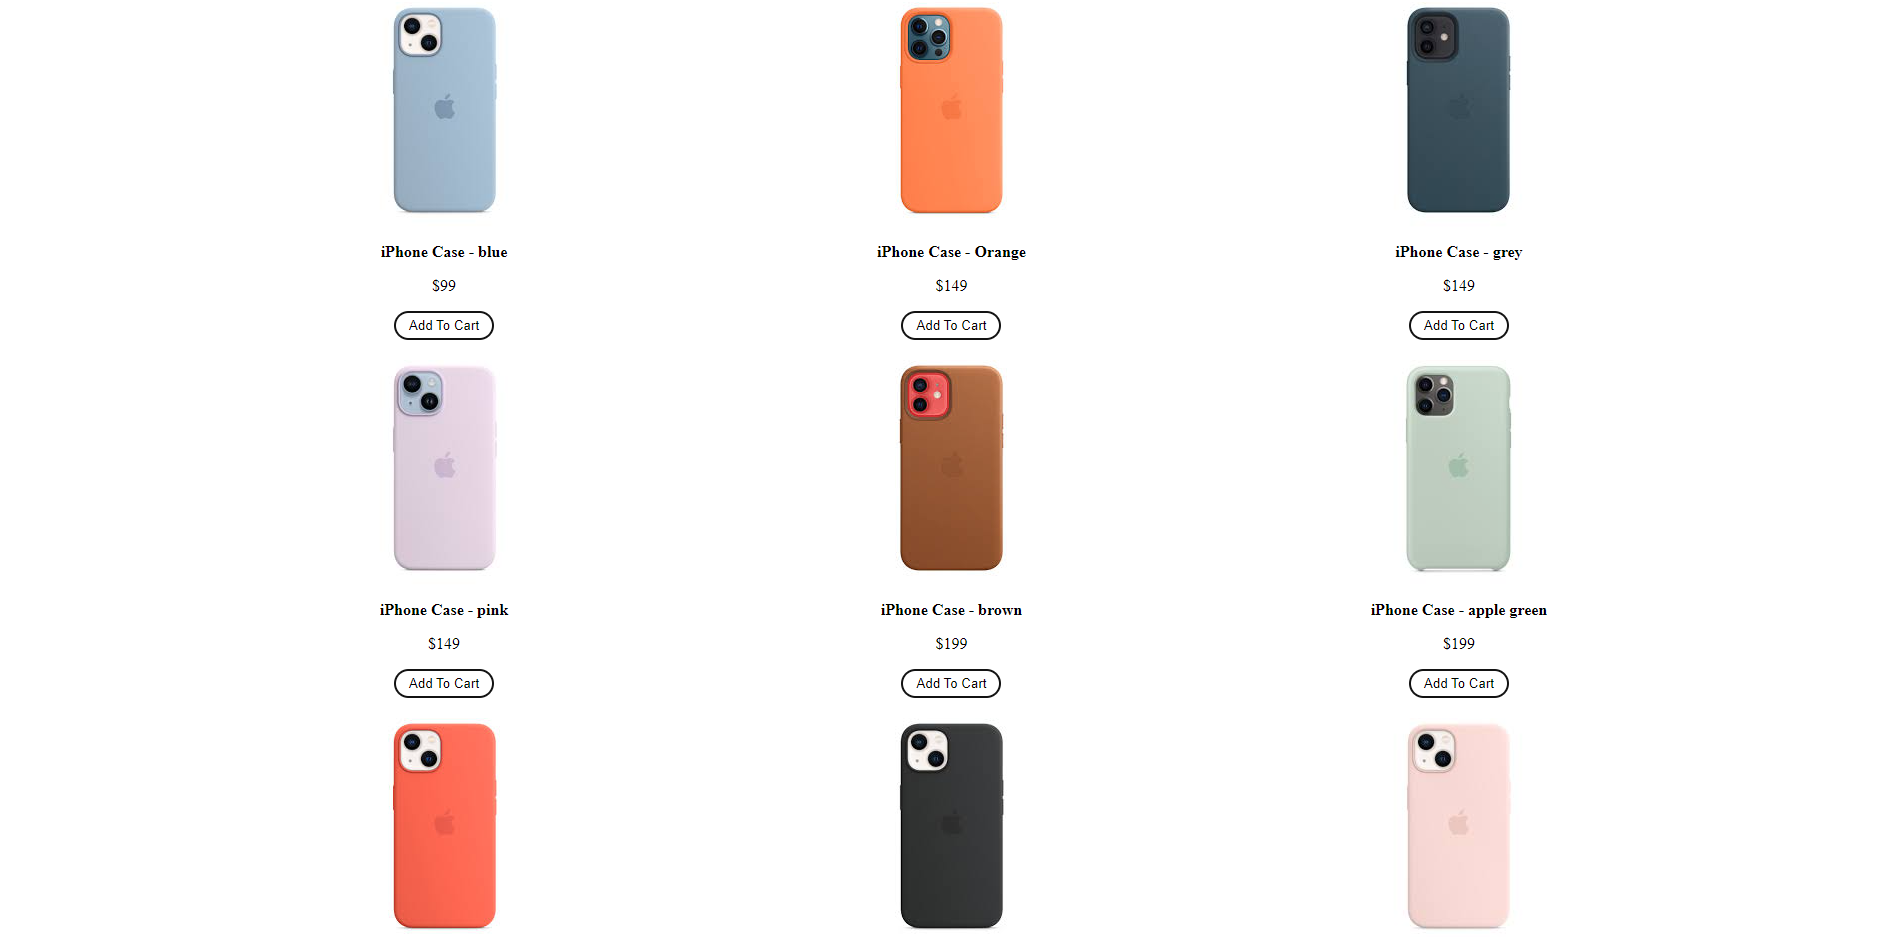 iPhone Case - blue
iPhone Case - Orange
iPhone Case - grey
$99
$149
$149
Add To Cart
Add To Cart
Add To Cart
iPhone Case - pink
iPhone Case - brown
iPhone Case - apple green
$149
$199
$199
Add To Cart
Add To Cart
Add To Cart